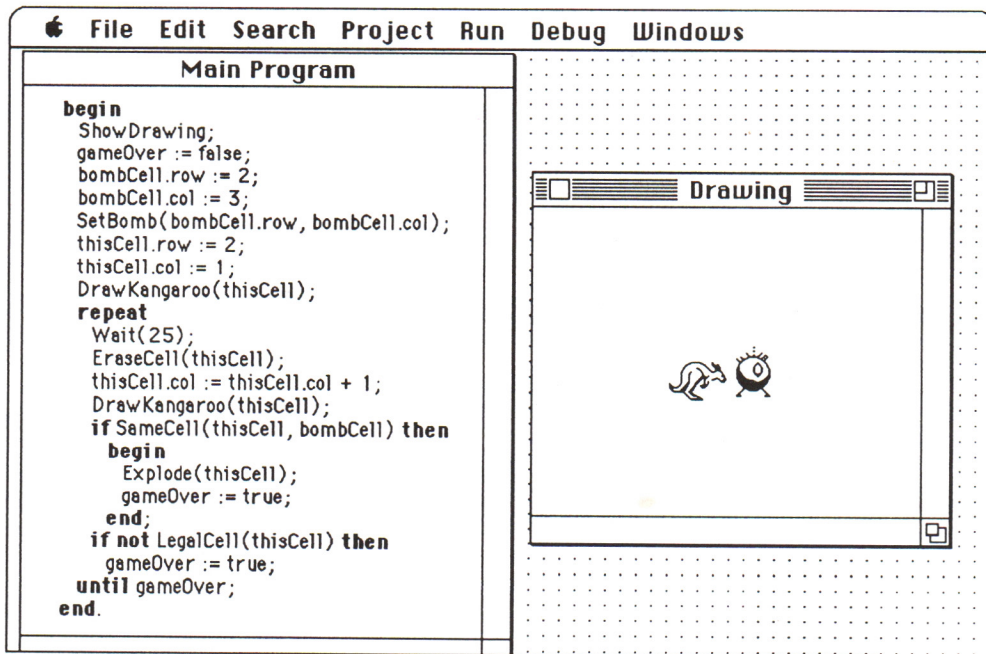 File Edit Search Project Run Debug Windows
Main Program
begin
ShowDrawing;
gameOver := false;
bombCell.row := 2;
bombCell.col := 3;
SetBomb(bombCell.row, bombCell.col);
thisCell.row := 2;
thisCell.col := 1;
DrawKangaroo(thisCell);
repeat
Wait(25);
EraseCell(thisCell);
thisCell.col := thisCell.col + 1;
DrawKangaroo(thisCell);
if SameCell(thisCell, bombCell) then
begin
Explode(thisCell);
gameOver := true;
end;
if not LegalCell(thisCell) then
gameOver := true;
until gameOver;
end.
Drawing